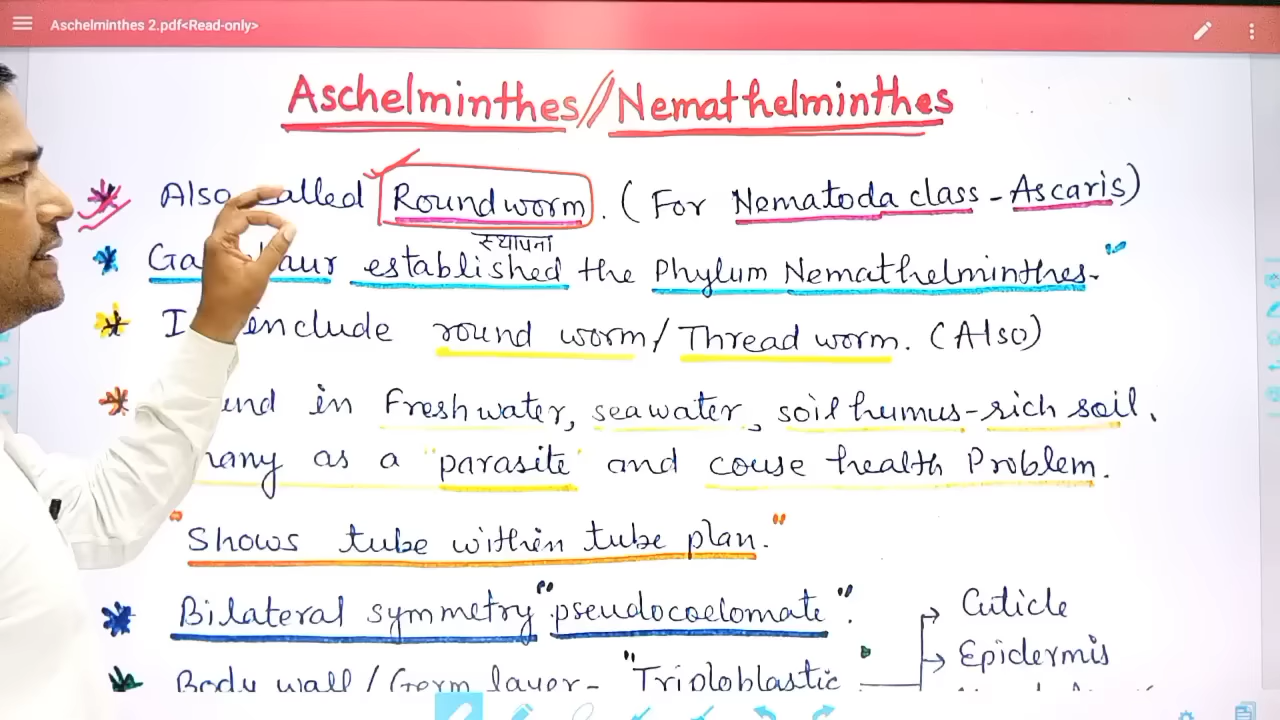 Aschelminthes 2.pdf<Read-only>
Aschelminthes//Nemathelminthes
Also called Roundworm. (For Nematoda class - Ascaris)
स्थापना
established the Phylum Nemathelminthes-"
include round worm/Thread worm. (Also)
in Freshwater, seawater, soil humus-rich soil,
many as a "parasite" and couse health Problem.
"Shows tube within tube plan."
Bilateral symmetry "pseudocoelomate".
Cuticle
Epidermis
Body wall/Germ layer- "Triploblastic